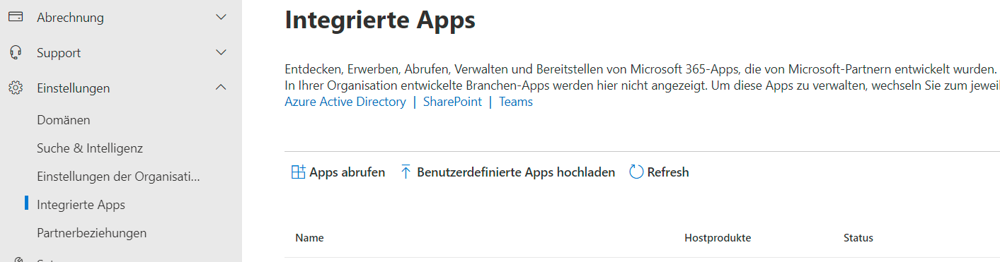 Abrechnung
Support
Einstellungen
Domänen
Suche & Intelligenz
Einstellungen der Organisati...
Integrierte Apps
Partnerbeziehungen
Integrierte Apps
Entdecken, Erwerben, Abrufen, Verwalten und Bereitstellen von Microsoft 365-Apps, die von Microsoft-Partnern entwickelt wurden.
In Ihrer Organisation entwickelte Branchen-Apps werden hier nicht angezeigt. Um diese Apps zu verwalten, wechseln Sie zum jeweil
Azure Active Directory | SharePoint | Teams
Apps abrufen Benutzerdefinierte Apps hochladen Refresh
Name Hostprodukte Status